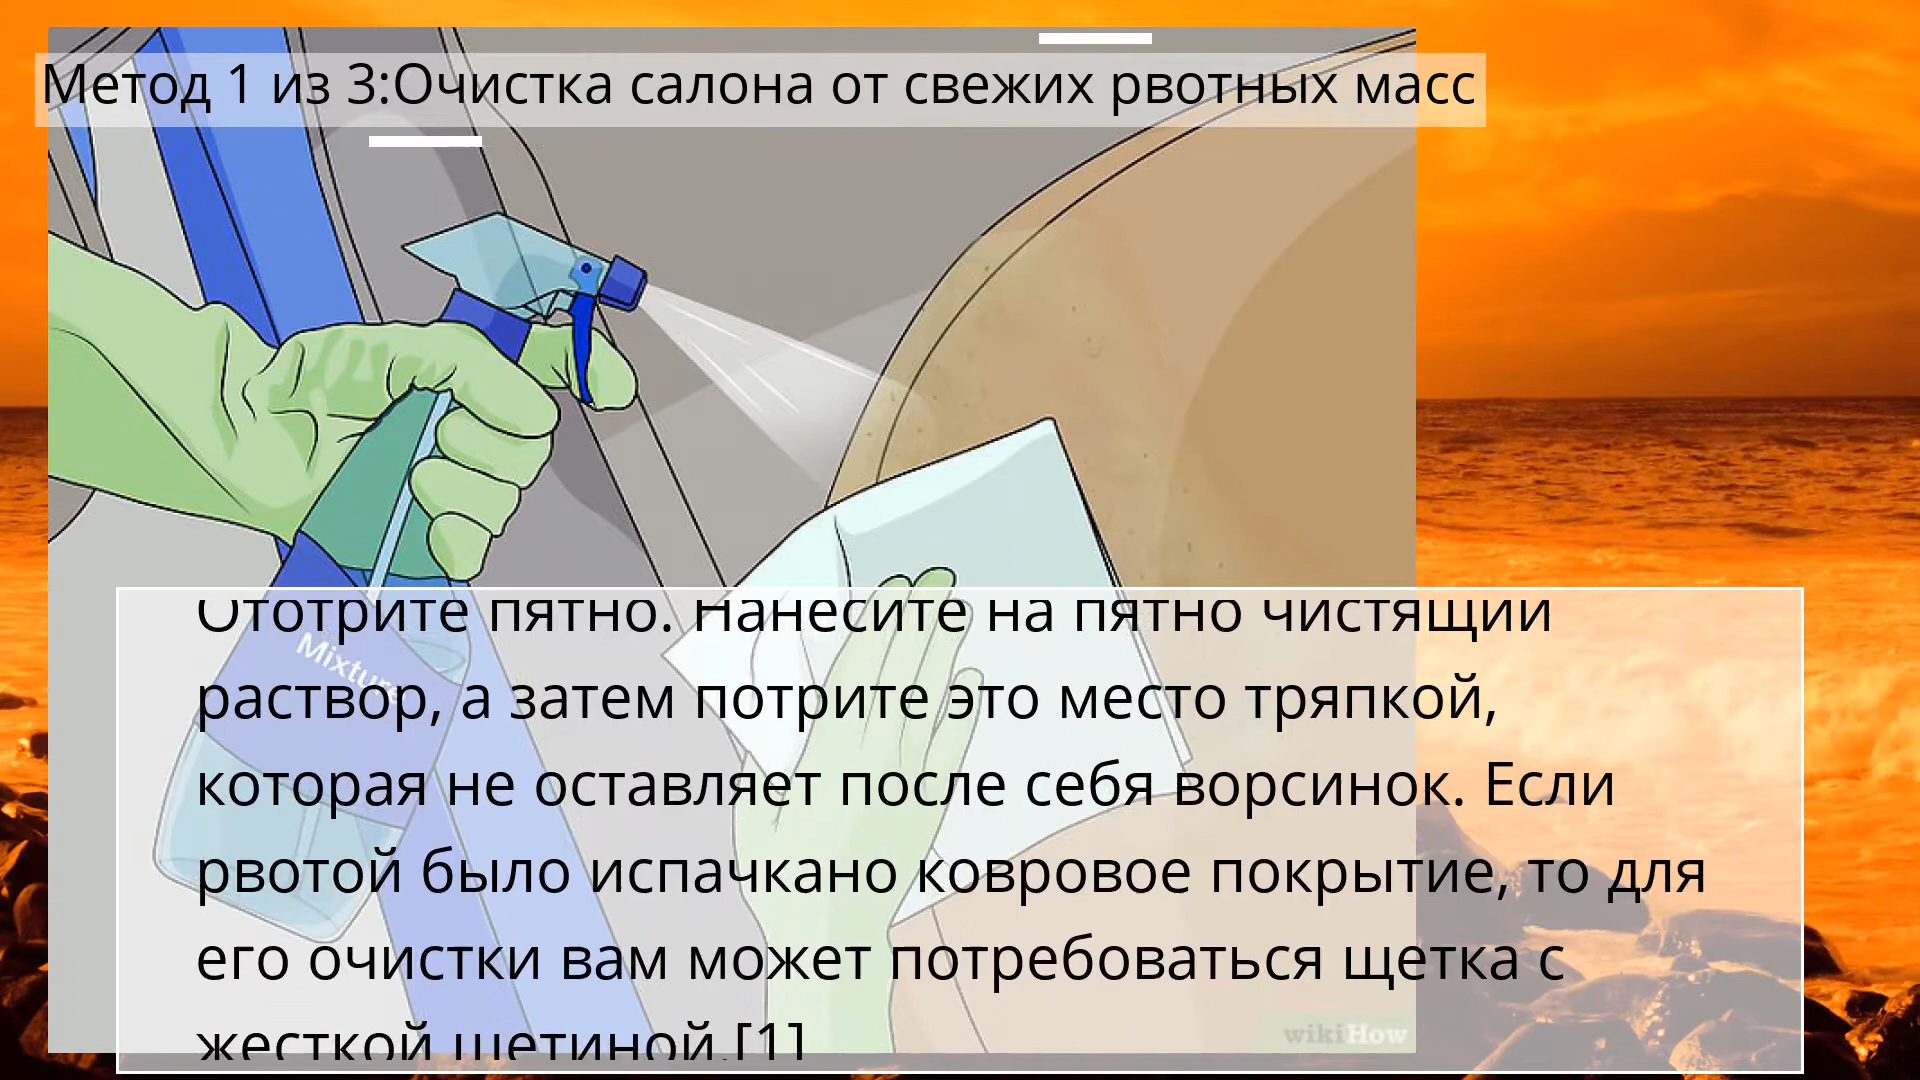 Метод 1 из 3:Очистка салона от свежих рвотных масс
Mixture
Ототрите пятно. Нанесите на пятно чистящий
раствор, а затем потрите это место тряпкой,
которая не оставляет после себя ворсинок. Если
рвотой было испачкано ковровое покрытие, то для
его очистки вам может потребоваться щетка с
жесткой щетиной.[1]
wikiHow